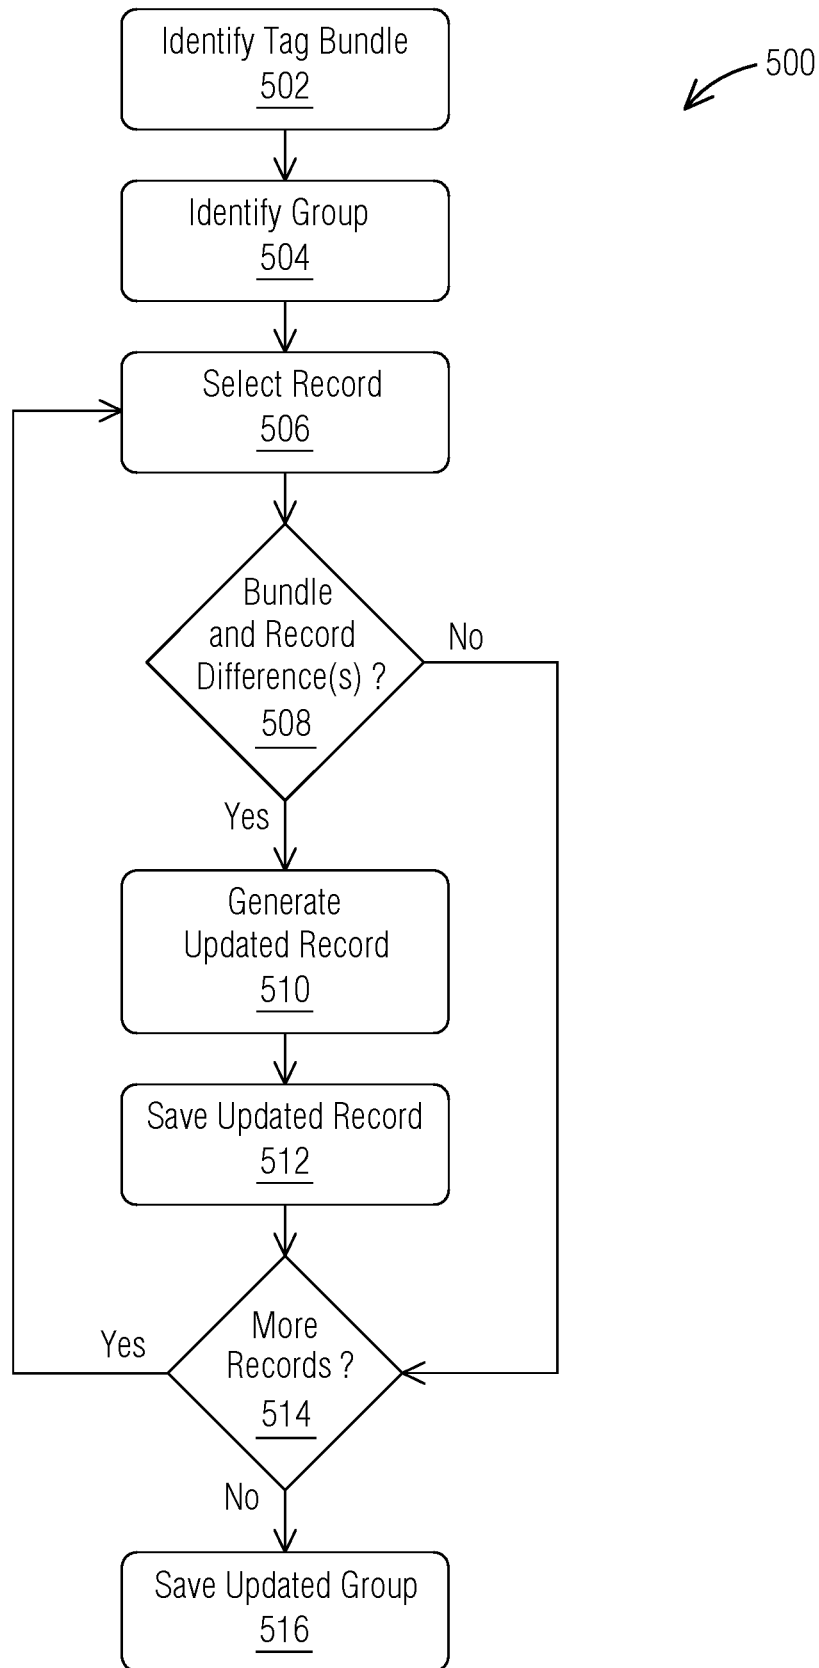 Identify Tag Bundle
502
500
Identify Group
504
Select Record
506
Bundle
and Record
Difference(s) ?
508
No
Yes
Generate
Updated Record
510
Save Updated Record
512
More
Records ?
514
Yes
No
Save Updated Group
516